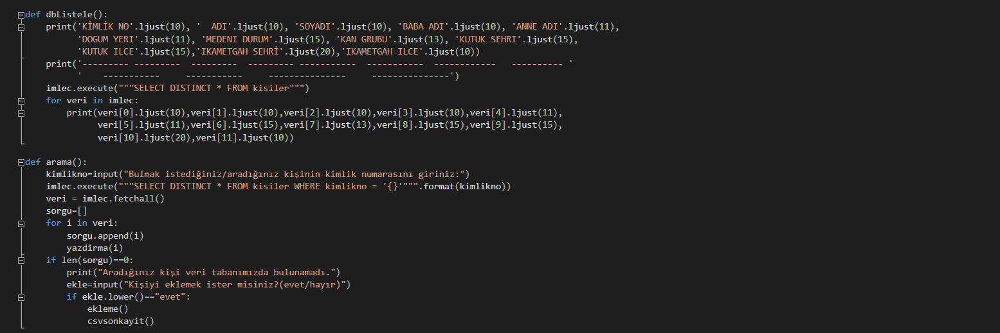 def dbListele():
    print('KİMLİK NO'.ljust(10), '  ADI'.ljust(10), 'SOYADI'.ljust(10), 'BABA ADI'.ljust(10), 'ANNE ADI'.ljust(11),
          'DOGUM YERI'.ljust(11), 'MEDENI DURUM'.ljust(15), 'KAN GRUBU'.ljust(13), 'KUTUK SEHRI'.ljust(15),
          'KUTUK ILCE'.ljust(15),'IKAMETGAH SEHRİ'.ljust(20),'IKAMETGAH ILCE'.ljust(10))
    print('--------- ---------  ---------  --------- -----------  -----------  ------------   ---------- '
          '    -----------     -----------     ---------------     ---------------')
    imlec.execute("""SELECT DISTINCT * FROM kisiler""")
    for veri in imlec:
        print(veri[0].ljust(10),veri[1].ljust(10),veri[2].ljust(10),veri[3].ljust(10),veri[4].ljust(11),
              veri[5].ljust(11),veri[6].ljust(15),veri[7].ljust(13),veri[8].ljust(15),veri[9].ljust(15),
              veri[10].ljust(20),veri[11].ljust(10))
def arama():
    kimlikno=input("Bulmak istediğiniz/aradığınız kişinin kimlik numarasını giriniz:")
    imlec.execute("""SELECT DISTINCT * FROM kisiler WHERE kimlikno = '{}'""".format(kimlikno))
    veri = imlec.fetchall()
    sorgu=[]
    for i in veri:
        sorgu.append(i)
        yazdirma(i)
    if len(sorgu)==0:
        print("Aradığınız kişi veri tabanımızda bulunamadı.")
        ekle=input("Kişiyi eklemek ister misiniz?(evet/hayır)")
        if ekle.lower()=="evet":
            ekleme()
            csvsonkayit()